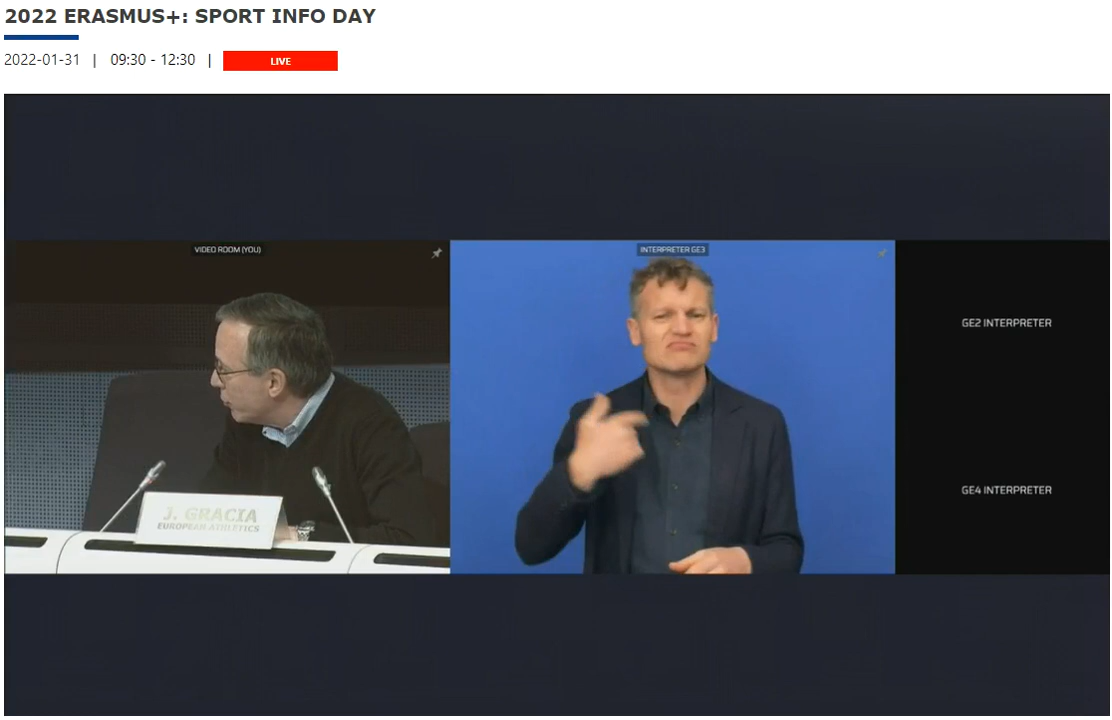 2022 ERASMUS+: SPORT INFO DAY
2022-01-31 | 09:30 - 12:30 | LIVE
VIDEO ROOM (YOU)
INTERPRETER GE3
GE2 INTERPRETER
J. GRACIA
EUROPEAN ATHLETICS
GE4 INTERPRETER